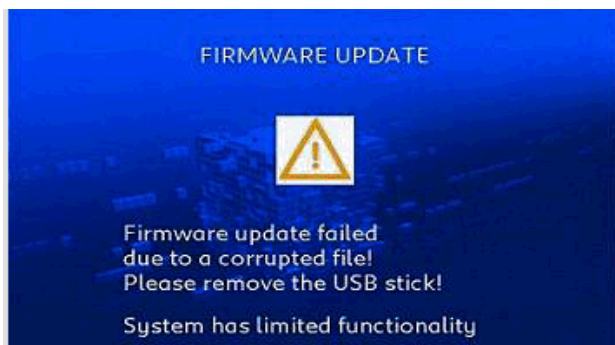 FIRMWARE UPDATE
Firmware update failed
due to a corrupted file!
Please remove the USB stick!
System has limited functionality